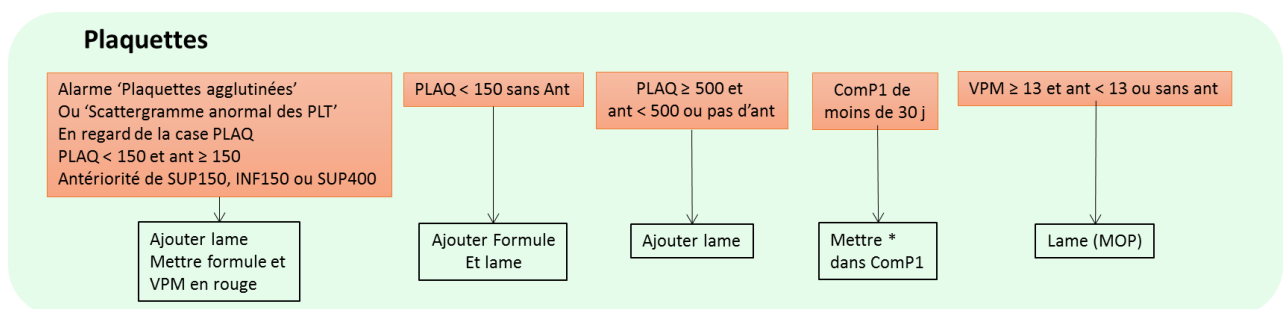 Plaquettes
Alarme ‘Plaquettes agglutinées’
Ou ‘Scattergramme anormal des PLT’
En regard de la case PLAQ
PLAQ < 150 et ant ≥ 150
Antériorité de SUP150, INF150 ou SUP400
PLAQ < 150 sans Ant
PLAQ ≥ 500 et
ant < 500 ou pas d’ant
ComP1 de
moins de 30 j
VPM ≥ 13 et ant < 13 ou sans ant
Ajouter lame
Mettre formule et
VPM en rouge
Ajouter Formule
Et lame
Ajouter lame
Mettre *
dans ComP1
Lame (MOP)